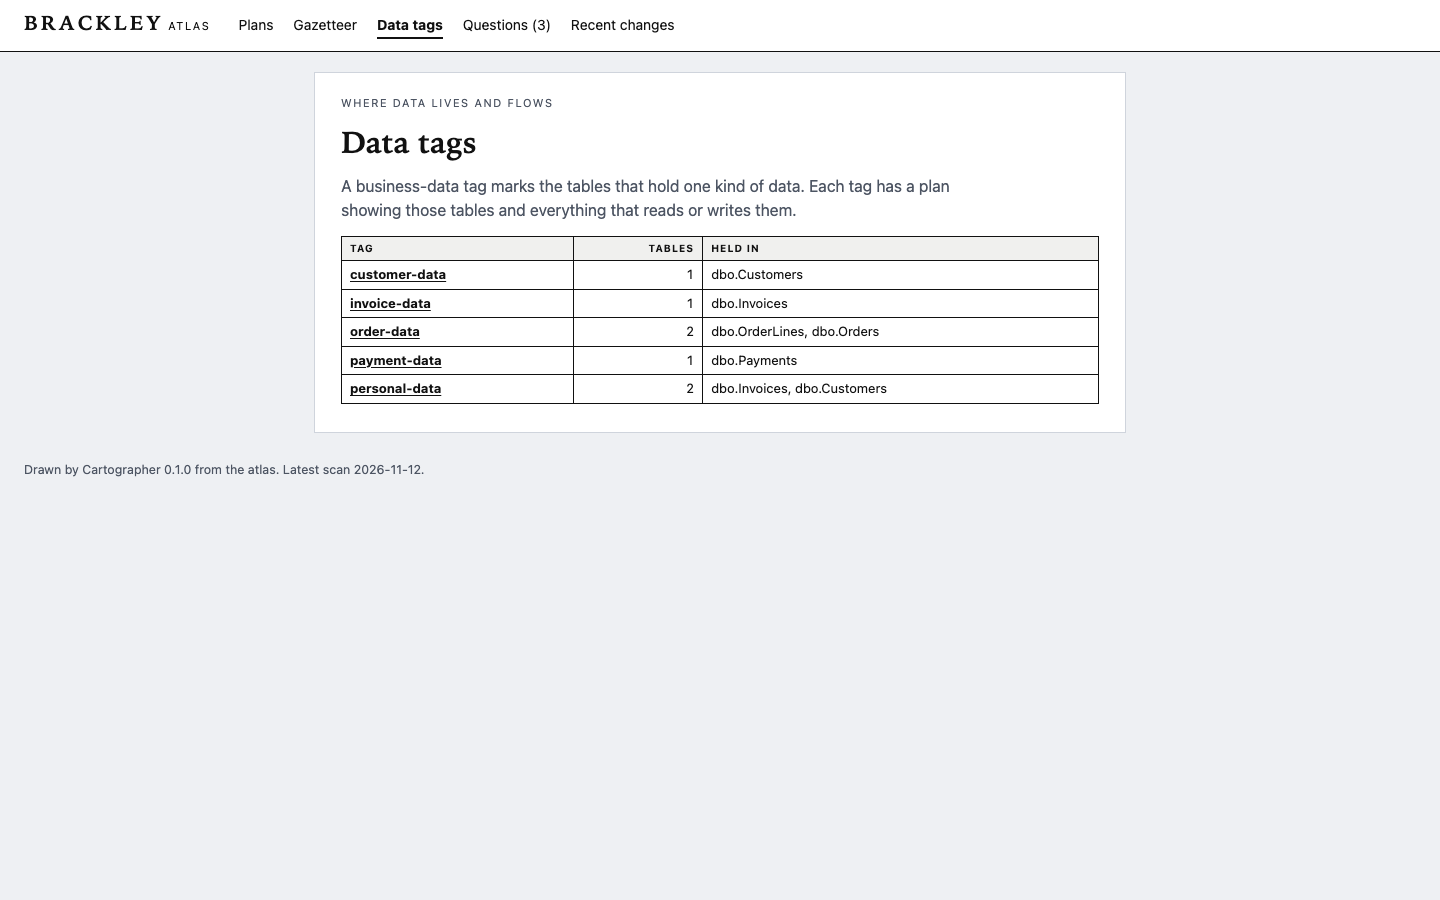 BRACKLEY ATLAS Plans Gazetteer Data tags Questions (3) Recent changes
WHERE DATA LIVES AND FLOWS
Data tags
A business-data tag marks the tables that hold one kind of data. Each tag has a plan
showing those tables and everything that reads or writes them.
TAG TABLES HELD IN
customer-data 1 dbo.Customers
invoice-data 1 dbo.Invoices
order-data 2 dbo.OrderLines, dbo.Orders
payment-data 1 dbo.Payments
personal-data 2 dbo.Invoices, dbo.Customers
Drawn by Cartographer 0.1.0 from the atlas. Latest scan 2026-11-12.